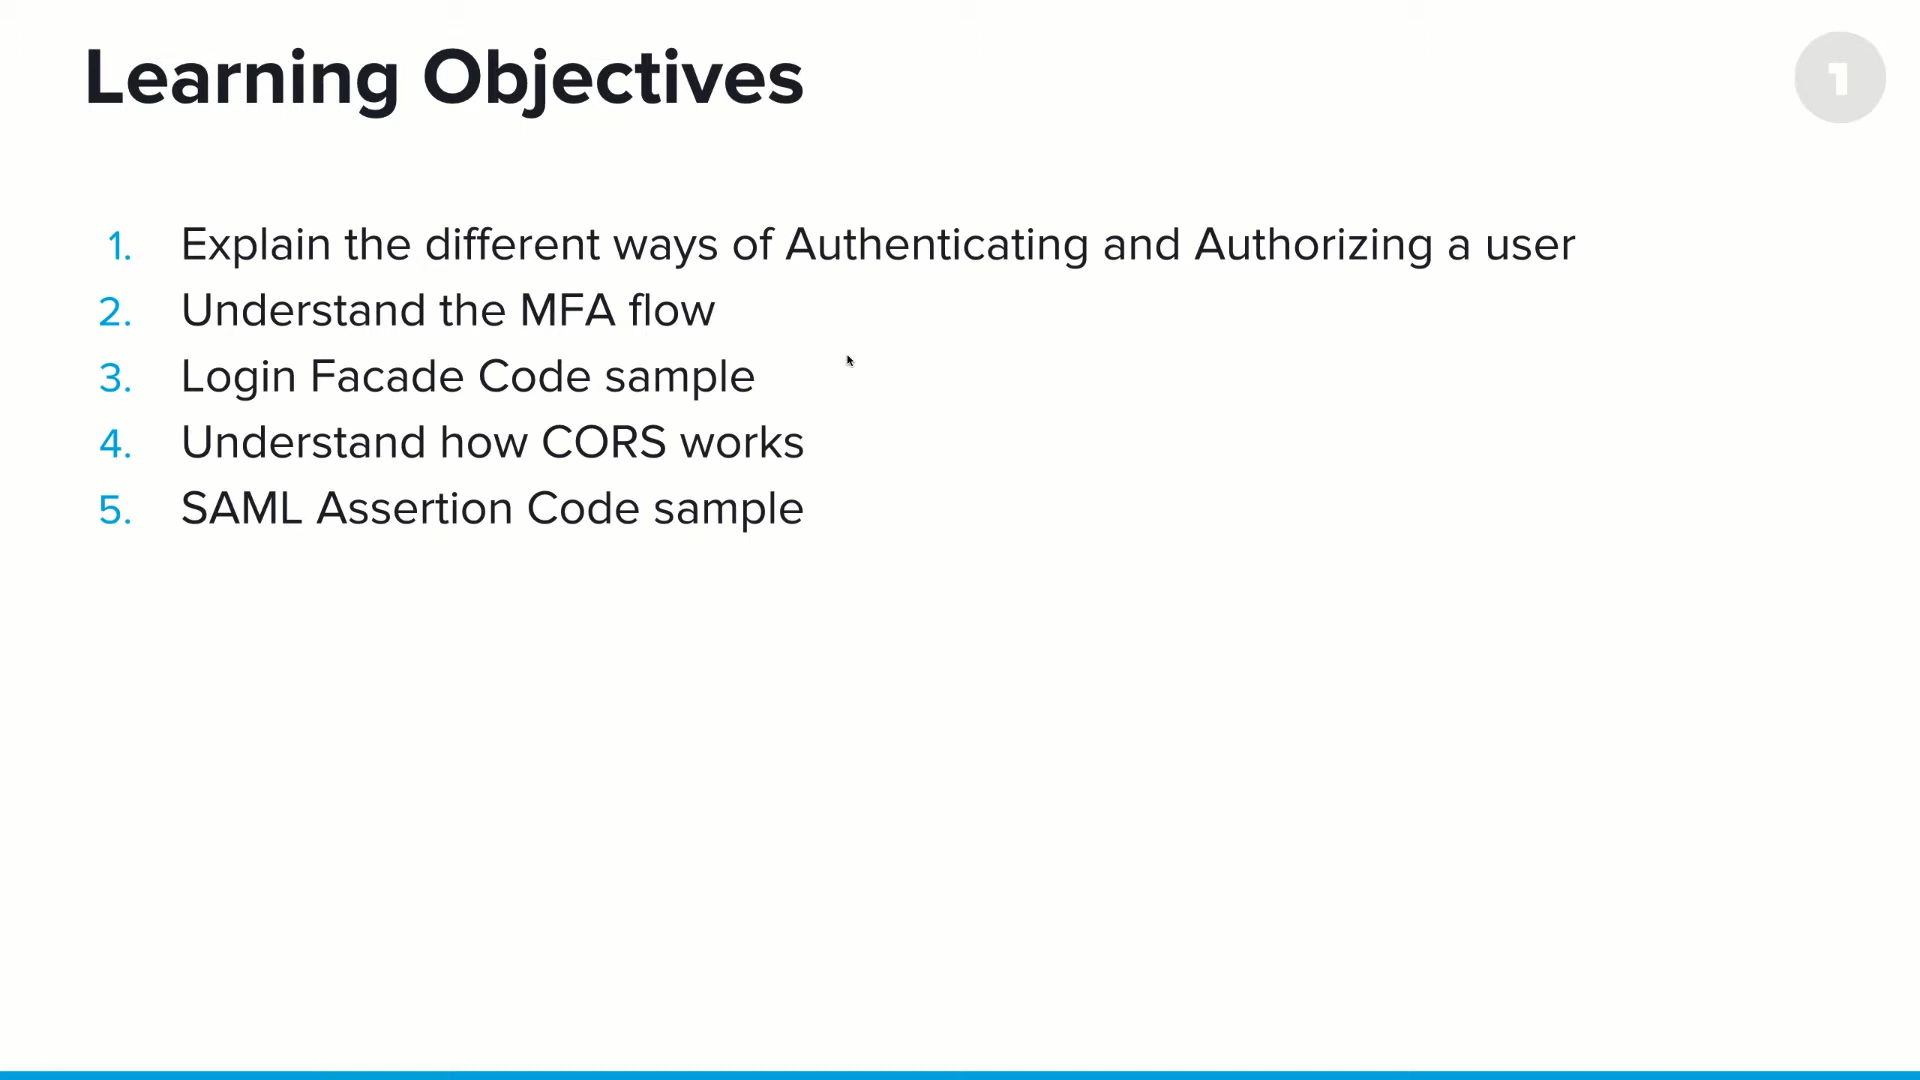 Learning Objectives
1
1. Explain the different ways of Authenticating and Authorizing a user
2. Understand the MFA flow
3. Login Facade Code sample
4. Understand how CORS works
5. SAML Assertion Code sample